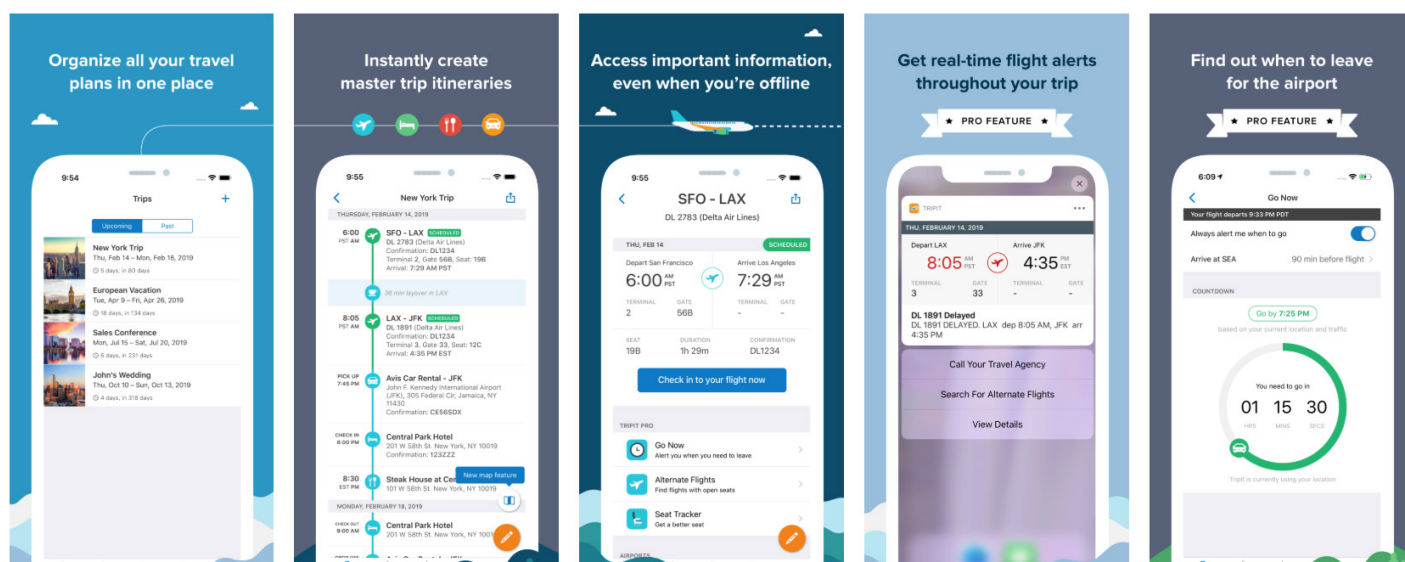 Organize all your travel
plans in one place
9:54
Trips
+
Upcoming
Past
New York Trip
Thu, Feb 14 – Mon, Feb 18, 2019
5 days, in 80 days
European Vacation
Tue, Apr 9 – Fri, Apr 26, 2019
18 days, in 134 days
Sales Conference
Mon, Jul 15 – Sat, Jul 20, 2019
6 days, in 231 days
John's Wedding
Thu, Oct 10 – Sun, Oct 13, 2019
4 days, in 318 days
Instantly create
master trip itineraries
9:55
New York Trip
THURSDAY, FEBRUARY 14, 2019
6:00
PST AM
SFO - LAX SCHEDULED
DL 2783 (Delta Air Lines)
Confirmation: DL1234
Terminal 2, Gate 56B, Seat: 19B
Arrival: 7:29 AM PST
36 min layover in LAX
8:05
PST AM
LAX - JFK SCHEDULED
DL 1891 (Delta Air Lines)
Confirmation: DL1234
Terminal 3, Gate 33, Seat: 12C
Arrival: 4:35 PM EST
PICK UP
7:45 PM
Avis Car Rental - JFK
John F. Kennedy International Airport
(JFK), 305 Federal Cir, Jamaica, NY
11430
Confirmation: CE56SDX
CHECK IN
8:00 PM
Central Park Hotel
201 W 58th St. New York, NY 10019
Confirmation: 123ZZZ
8:30
EST PM
Steak House at Cen
101 W 58th St. New York, NY 10019
New map feature
MONDAY, FEBRUARY 18, 2019
CHECK OUT
9:00 AM
Central Park Hotel
201 W 58th St. New York, NY 1001
Access important information,
even when you're offline
9:55
SFO - LAX
DL 2783 (Delta Air Lines)
THU, FEB 14
SCHEDULED
Depart San Francisco
Arrive Los Angeles
6:00 AM PST
7:29 AM PST
TERMINAL GATE TERMINAL GATE
2 56B - -
SEAT DURATION CONFIRMATION
19B 1h 29m DL1234
Check in to your flight now
TRIPIT PRO
Go Now
Alert you when you need to leave
Alternate Flights
Find flights with open seats
Seat Tracker
Get a better seat
AIRPORTS
Get real-time flight alerts
throughout your trip
★ PRO FEATURE ★
TRIPIT
THU, FEBRUARY 14, 2019
Depart LAX
Arrive JFK
8:05 AM PST
4:35 PM EST
TERMINAL GATE TERMINAL GATE
3 33 - -
DL 1891 Delayed
DL 1891 DELAYED. LAX dep 8:05 AM, JFK arr
4:35 PM
Call Your Travel Agency
Search For Alternate Flights
View Details
Find out when to leave
for the airport
★ PRO FEATURE ★
6:09
Go Now
Your flight departs 9:33 PM PDT
Always alert me when
to go
Arrive at SEA
90 min before flight
COUNTDOWN
Go by 7:25 PM
based on your current location and traffic
You need to go in
01 15 30
HRS MINS SECS
TripIt is currently using your location